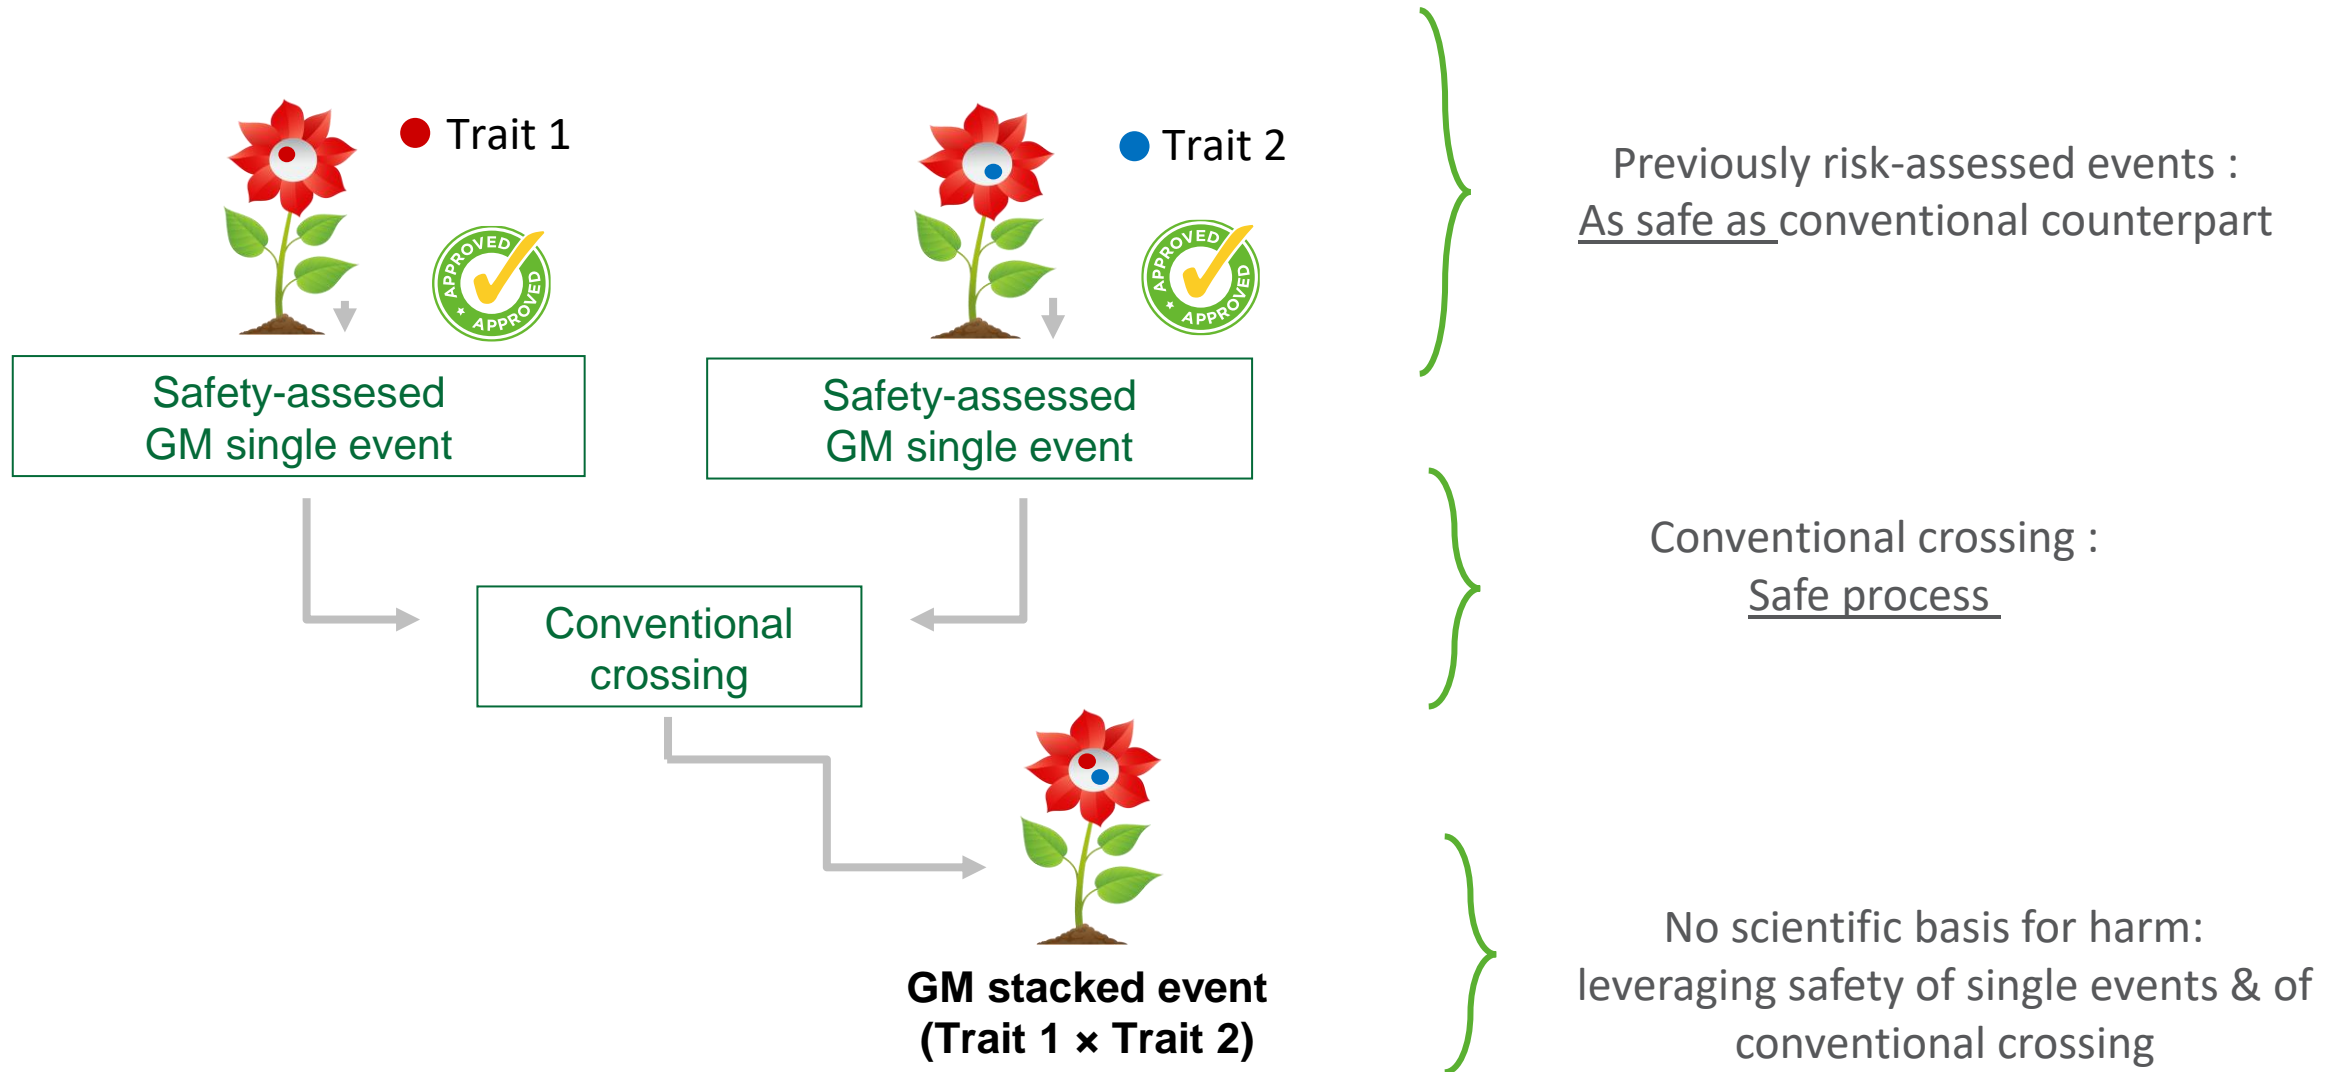 Trait 1
Trait 2
APPROVED
APPROVED
APPROVED
APPROVED
Safety-assesed
GM single event
Safety-assessed
GM single event
Previously risk-assessed events :
As safe as conventional counterpart
Conventional
crossing
Conventional crossing :
Safe process
GM stacked event
(Trait 1 × Trait 2)
No scientific basis for harm:
leveraging safety of single events & of
conventional crossing